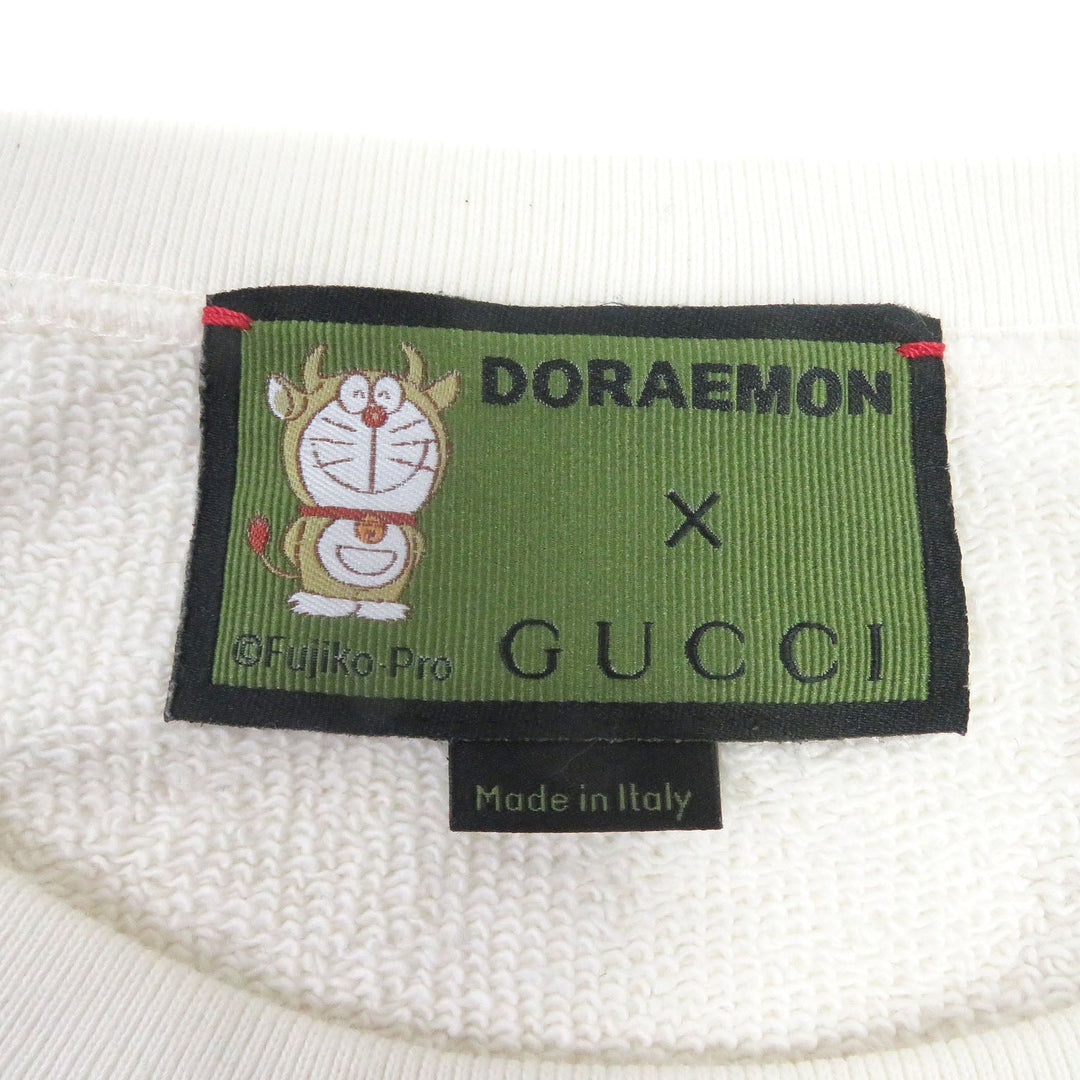 DORAEMON
×
GUCCI
©Fujiko-Pro
Made in Italy